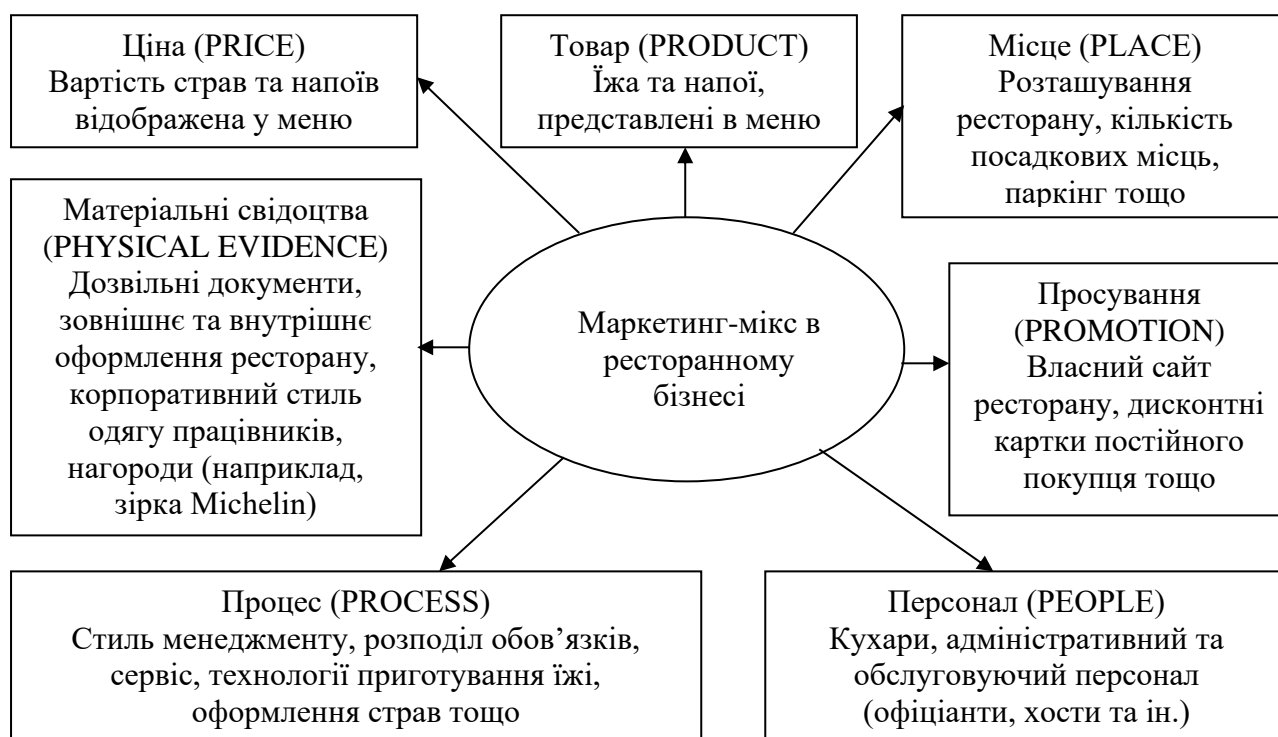 Ціна (PRICE)
Вартість страв та напоїв
відображена у меню
Товар (PRODUCT)
Їжа та напої,
представлені в меню
Місце (PLACE)
Розташування
ресторану, кількість
посадкових місць,
паркінг тощо
Матеріальні свідоцтва
(PHYSICAL EVIDENCE)
Дозвільні документи,
зовнішнє та внутрішнє
оформлення ресторану,
корпоративний стиль
одягу працівників,
нагороди (наприклад,
зірка Michelin)
Маркетинг-мікс в
ресторанному
бізнесі
Просування
(PROMOTION)
Власний сайт
ресторану, дисконтні
картки постійного
покупця тощо
Процес (PROCESS)
Стиль менеджменту, розподіл обов’язків,
сервіс, технології приготування їжі,
оформлення страв тощо
Персонал (PEOPLE)
Кухари, адміністративний та
обслуговуючий персонал
(офіціанти, хости та ін.)